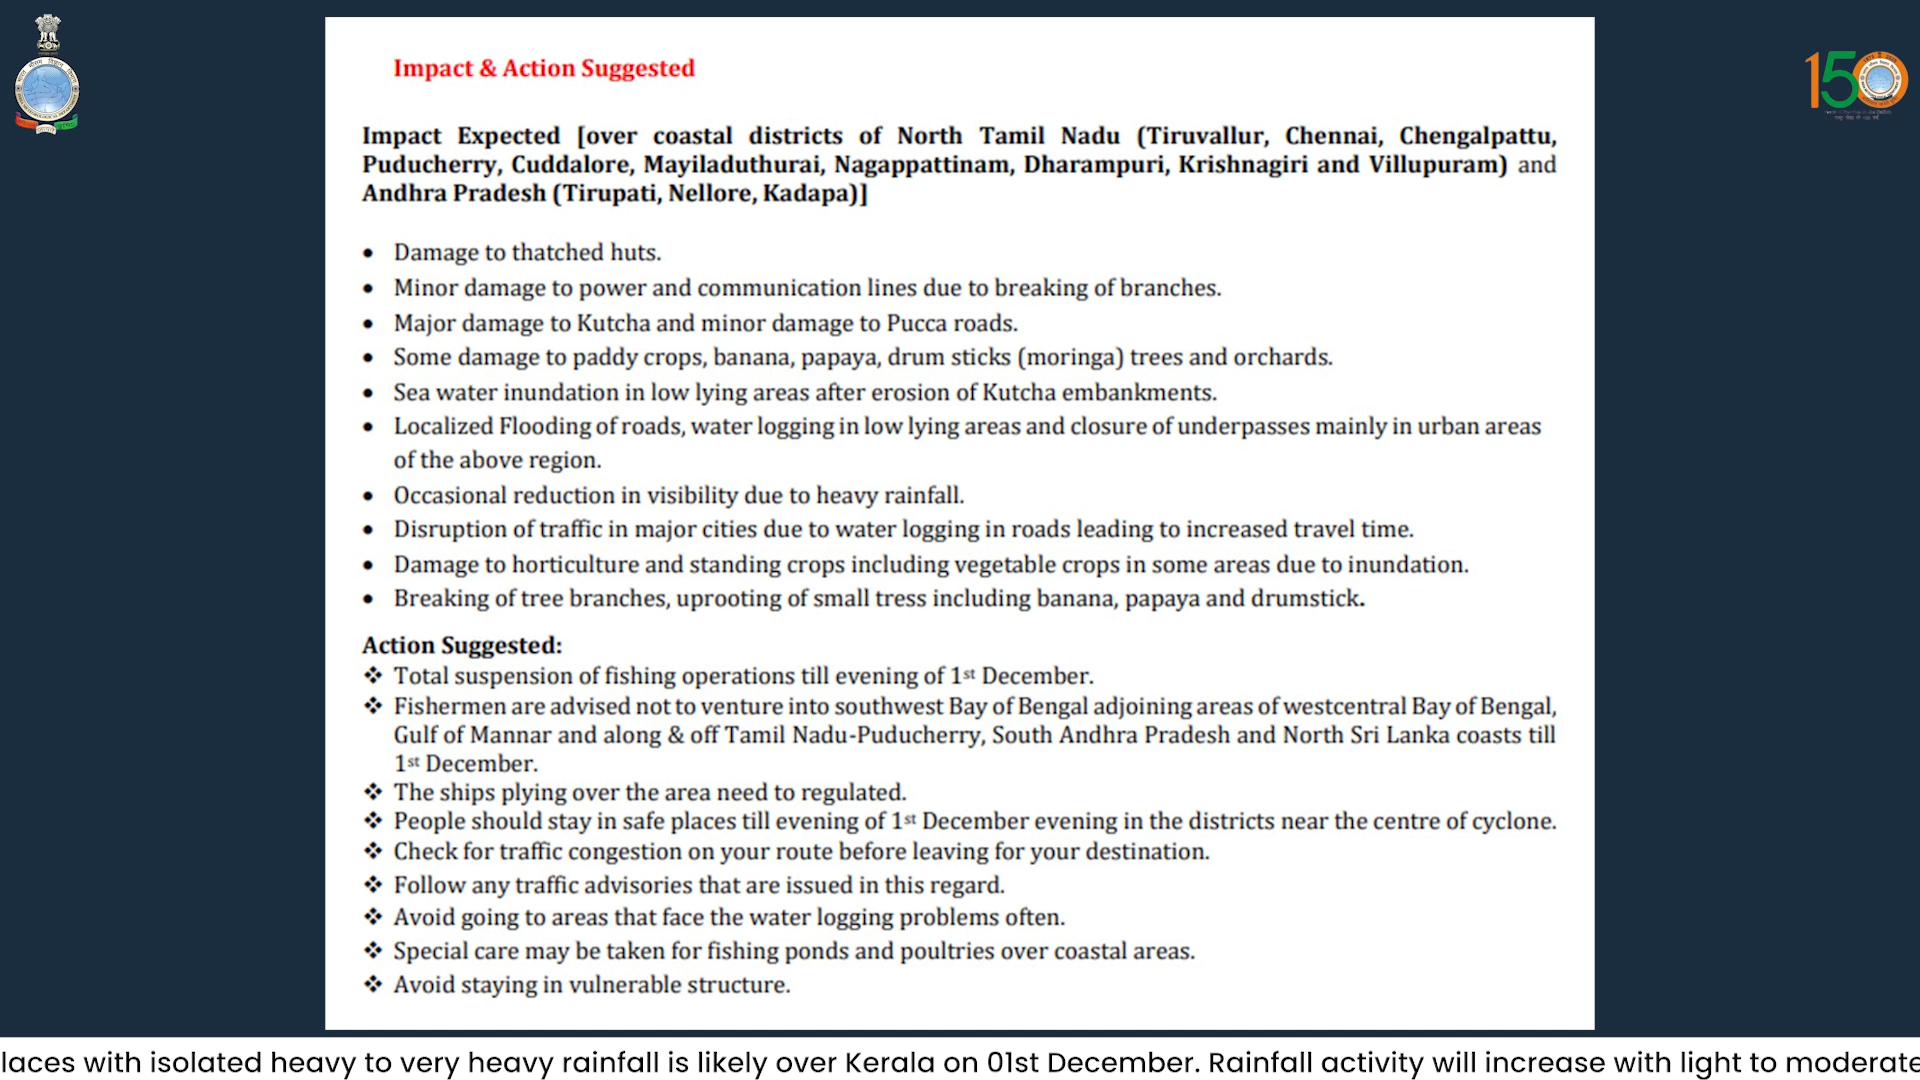 150
Impact & Action Suggested
Impact Expected [over coastal districts of North Tamil Nadu (Tiruvallur, Chennai, Chengalpattu,
Puducherry, Cuddalore, Mayiladuthurai, Nagappattinam, Dharampuri, Krishnagiri and Villupuram) and
Andhra Pradesh (Tirupati, Nellore, Kadapa)]
• Damage to thatched huts.
• Minor damage to power and communication lines due to breaking of branches.
• Major damage to Kutcha and minor damage to Pucca roads.
• Some damage to paddy crops, banana, papaya, drum sticks (moringa) trees and orchards.
• Sea water inundation in low lying areas after erosion of Kutcha embankments.
• Localized Flooding of roads, water logging in low lying areas and closure of underpasses mainly in urban areas
of the above region.
• Occasional reduction in visibility due to heavy rainfall.
• Disruption of traffic in major cities due to water logging in roads leading to increased travel time.
• Damage to horticulture and standing crops including vegetable crops in some areas due to inundation.
• Breaking of tree branches, uprooting of small tress including banana, papaya and drumstick.
Action Suggested:
❖ Total suspension of fishing operations till evening of 1st December.
❖ Fishermen are advised not to venture into southwest Bay of Bengal adjoining areas of westcentral Bay of Bengal,
Gulf of Mannar and along & off Tamil Nadu-Puducherry, South Andhra Pradesh and North Sri Lanka coasts till
1st December.
❖ The ships plying over the area need to regulated.
❖ People should stay in safe places till evening of 1st December evening in the districts near the centre of cyclone.
❖ Check for traffic congestion on your route before leaving for your destination.
❖ Follow any traffic advisories that are issued in this regard.
❖ Avoid going to areas that face the water logging problems often.
❖ Special care may be taken for fishing ponds and poultries over coastal areas.
❖ Avoid staying in vulnerable structure.
laces with isolated heavy to very heavy rainfall is likely over Kerala on 01st December. Rainfall activity will increase with light to moderate